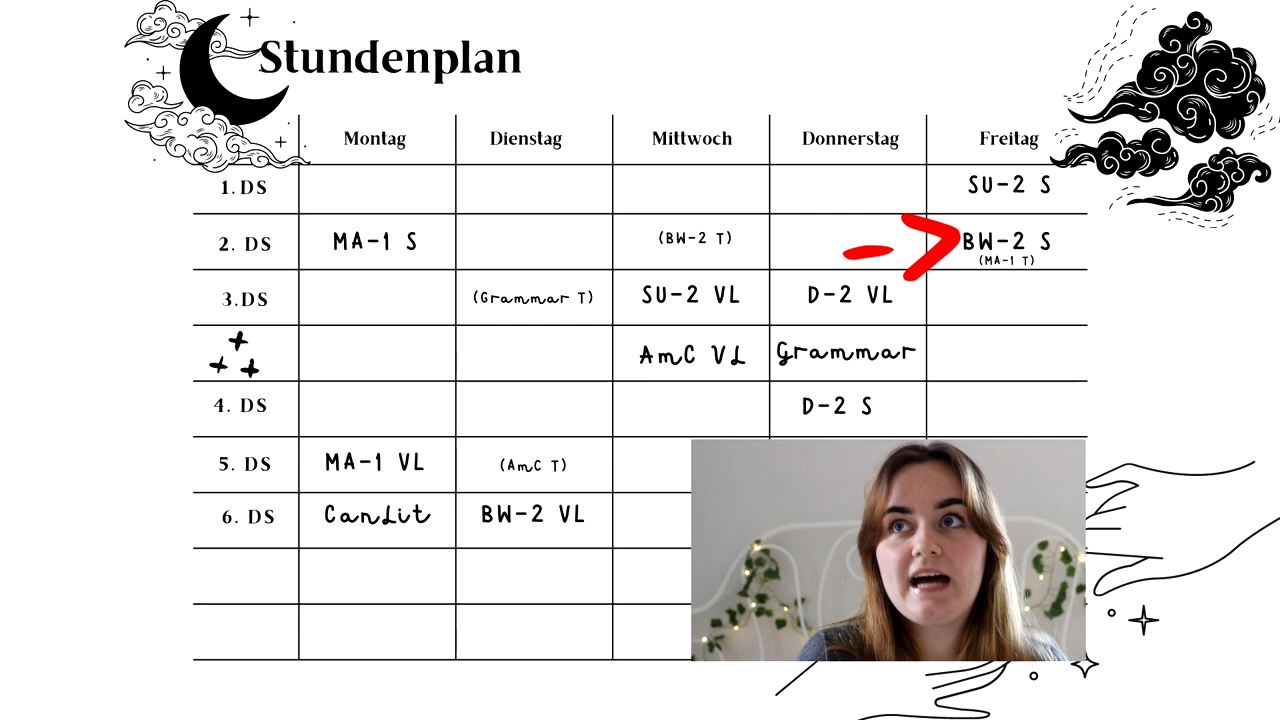 Stundenplan
Montag Dienstag Mittwoch Donnerstag Freitag
1. DS SU-2 S
2. DS MA-1 S (BW-2 T) BW-2 S
(MA-1 T)
3.DS (Grammar T) SU-2 VL D-2 VL
AmC VL Grammar
4. DS D-2 S
5. DS MA-1 VL (AmC T)
6. DS CanLit BW-2 VL